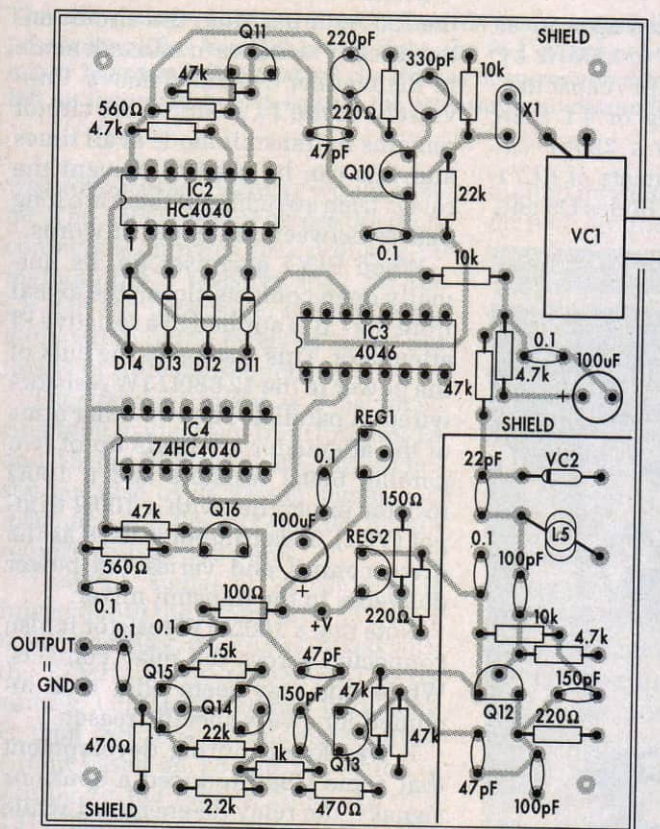 Q11
220pF
SHIELD
47k
330pF
10k
560Ω
220Ω
X1
4.7k
47pF
Q10
IC2
HC4040
22k
1
VC1
0.1
10k
IC3
4046
0.1
100uF
D14 D13 D12 D11
47k
4.7k
+
IC4
74HC4040
REG1
SHIELD
1
22pF
VC2
0.1
150Ω
47k
Q16
100uF
L5
REG2
0.1
100pF
560Ω
+
100Ω
220Ω
0.1
+V
10k
0.1
4.7k
OUTPUT
0.1
1.5k
47pF
GND
Q15
150pF
47k
150pF
Q14
Q12
220Ω
470Ω
22k
47k
1k
Q13
47pF
100pF
SHIELD
2.2k
470Ω